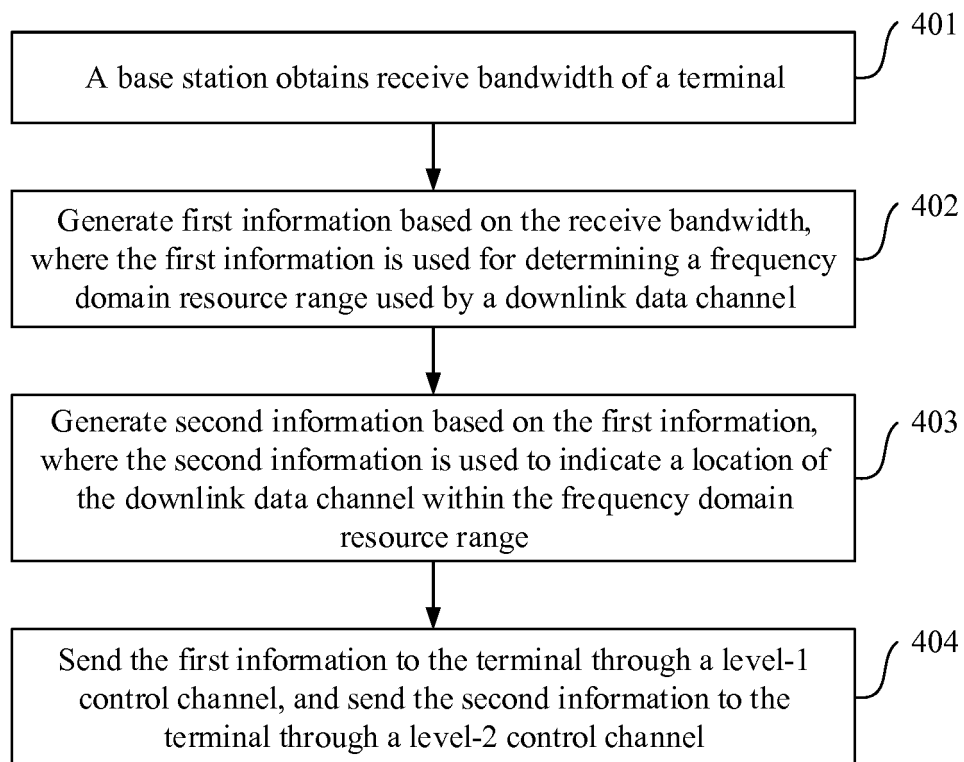 401
A base station obtains receive bandwidth of a terminal
402
Generate first information based on the receive bandwidth,
where the first information is used for determining a frequency
domain resource range used by a downlink data channel
403
Generate second information based on the first information,
where the second information is used to indicate a location of
the downlink data channel within the frequency domain
resource range
404
Send the first information to the terminal through a level-1
control channel, and send the second information to the
terminal through a level-2 control channel